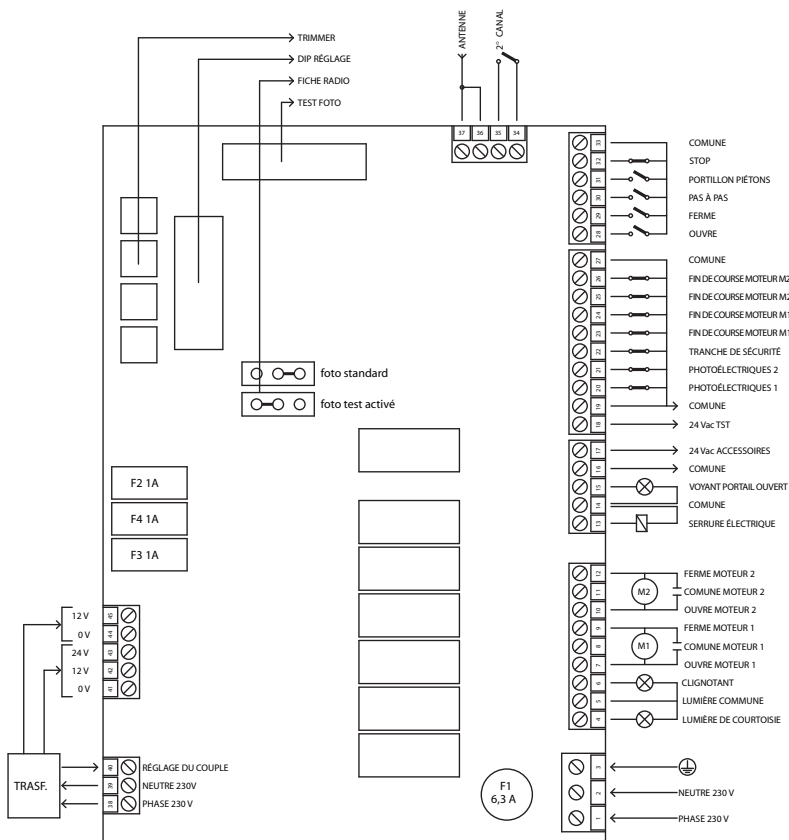 TRIMMER
DIP RÉGLAGE
FICHE RADIO
TEST FOTO
ANTENNE
2° CANAL
37 36 35 34
33 COMUNE
32 STOP
31 PORTILLON PIÉTONS
30 PAS À PAS
29 FERME
28 OUVRE
27 COMUNE
26 FIN DE COURSE MOTEUR M2
25 FIN DE COURSE MOTEUR M2
24 FIN DE COURSE MOTEUR M1
23 FIN DE COURSE MOTEUR M1
22 TRANCHE DE SÉCURITÉ
21 PHOTOÉLECTRIQUES 2
20 PHOTOÉLECTRIQUES 1
19 COMUNE
18 24 Vac TST
17 24 Vac ACCESSOIRES
16 COMUNE
15 VOYANT PORTAIL OUVERT
14 COMUNE
13 SERRURE ÉLECTRIQUE
foto standard
foto test activé
F2 1A
F4 1A
F3 1A
12 FERME MOTEUR 2
11 M2 COMUNE MOTEUR 2
10 OUVRE MOTEUR 2
9 FERME MOTEUR 1
8 M1 COMUNE MOTEUR 1
7 OUVRE MOTEUR 1
6 CLIGNOTANT
5 LUMIÈRE COMMUNE
4 LUMIÈRE DE COURTOISIE
12 V 45
0 V 44
24 V 43
12 V 42
0 V 41
TRASF.
40 RÉGLAGE DU COUPLE
39 NEUTRE 230V
38 PHASE 230 V
F1
6,3 A
3
2 NEUTRE 230 V
1 PHASE 230 V